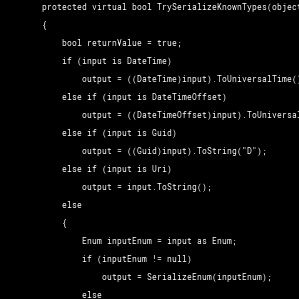 protected virtual bool TrySerializeKnownTypes(object
{
bool returnValue = true;
if (input is DateTime)
output = ((DateTime)input).ToUniversalTime(
else if (input is DateTimeOffset)
output = ((DateTimeOffset)input).ToUniversal
else if (input is Guid)
output = ((Guid)input).ToString("D");
else if (input is Uri)
output = input.ToString();
else
{
Enum inputEnum = input as Enum;
if (inputEnum != null)
output = SerializeEnum(inputEnum);
else